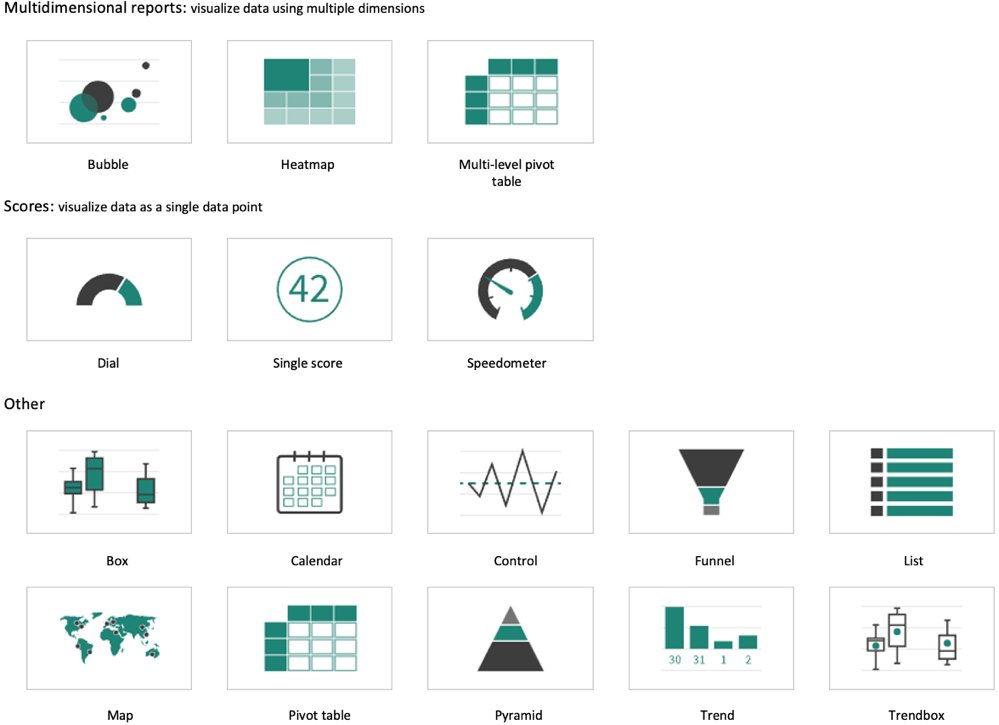 Multidimensional reports: visualize data using multiple dimensions
Bubble
Heatmap
Multi-level pivot
table
Scores: visualize data as a single data point
42
Dial
Single score
Speedometer
Other
Box
Calendar
Control
Funnel
List
30 31 1 2
Map
Pivot table
Pyramid
Trend
Trendbox